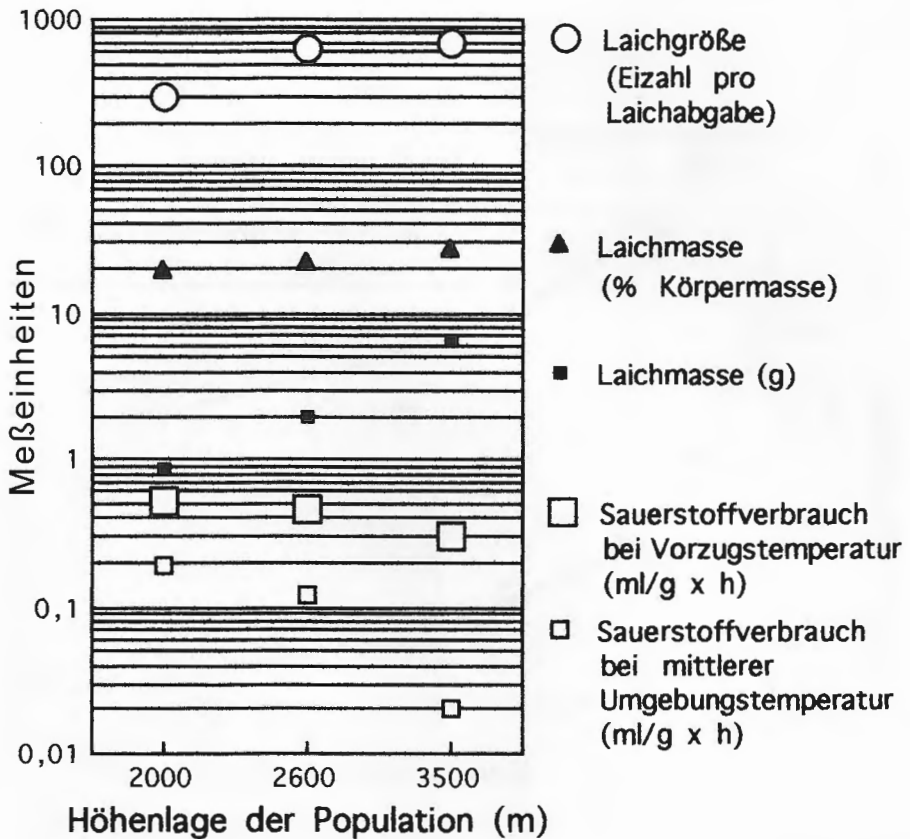 1000
100
10
1
0,1
0,01
Meßeinheiten
2000 2600 3500
Höhenlage der Population (m)
Laichgröße
(Eizahl pro
Laichabgabe)
Laichmasse
(% Körpermasse)
Laichmasse (g)
Sauerstoffverbrauch
bei Vorzugstemperatur
(ml/g x h)
Sauerstoffverbrauch
bei mittlerer
Umgebungstemperatur
(ml/g x h)